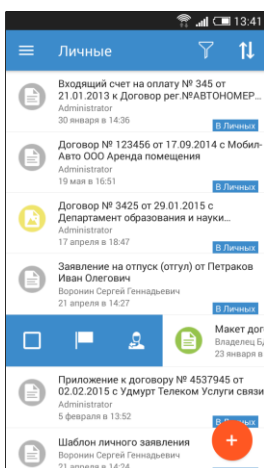 13:41
Личные
Входящий счет на оплату № 345 от
21.01.2013 к Договор рег.№АВТОНОМЕР...
Administrator
30 января в 14:36
В Личных
Договор № 123456 от 17.09.2014 с Мобил-
Авто ООО Аренда помещения
Administrator
19 мая в 16:51
В Личных
Договор № 3425 от 29.01.2015 с
Департамент образования и науки...
Administrator
17 апреля в 18:47
В Личных
Заявление на отпуск (отгул) от Петраков
Иван Олегович
Воронин Сергей Геннадьевич
21 апреля в 14:27
В Личных
Макет дог
Владелец Б
23 января в
Приложение к договору № 4537945 от
02.02.2015 с Удмурт Телеком Услуги связи
Administrator
5 февраля в 13:52
В Личных
Шаблон личного заявления
Воронин Сергей Геннадьевич
21 апреля в 14:24